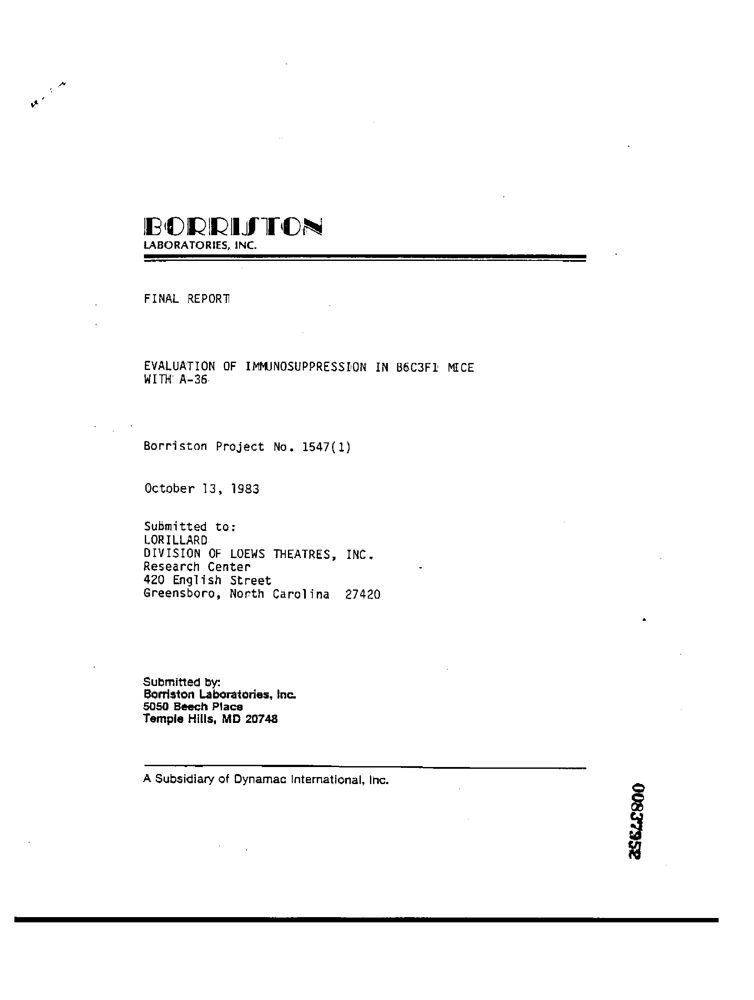 BORRISTON
LABORATORIES, INC.
FINAL REPORT
EVALUATION OF IMMUNOSUPPRESSION IN B6C3F1 MICE
WITH A-36
Borriston Project No. 1547(1)
October 13, 1983
Submitted to:
LORILLARD
DIVISION OF LOEWS THEATRES, INC.
Research Center
420 English Street
Greensboro, North Carolina 27420
Submitted by:
Borriston Laboratories, Inc.
5050 Beech Place
Temple Hills, MD 20748
A Subsidiary of Dynamac International, Inc.
00837952